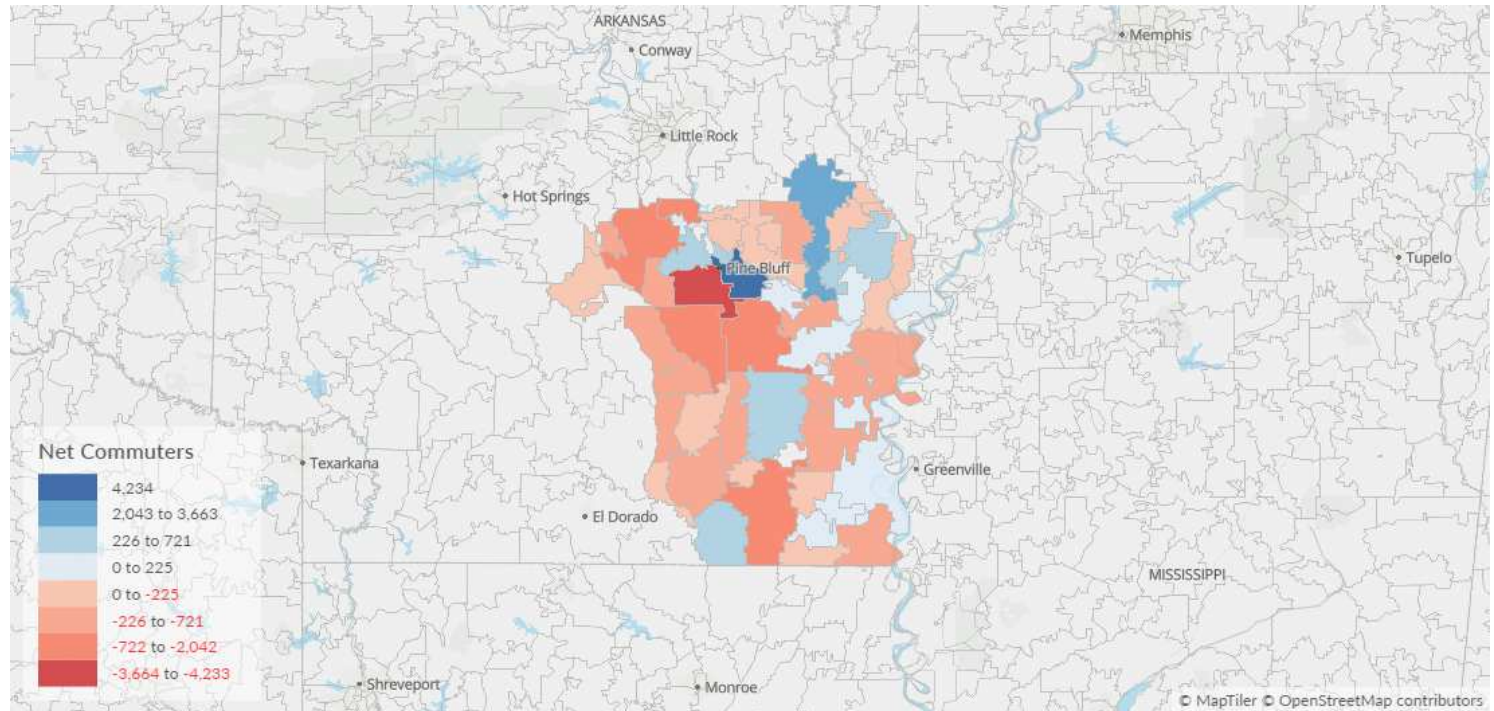 ARKANSAS
Conway
Memphis
Little Rock
Hot Springs
Pine Bluff
Tupelo
Net Commuters
4,234
2,043 to 3,663
226 to 721
0 to 225
0 to -225
-226 to -721
-722 to -2,042
-3,664 to -4,233
Texarkana
Greenville
El Dorado
MISSISSIPPI
Shreveport
Monroe
© MapTiler © OpenStreetMap contributors